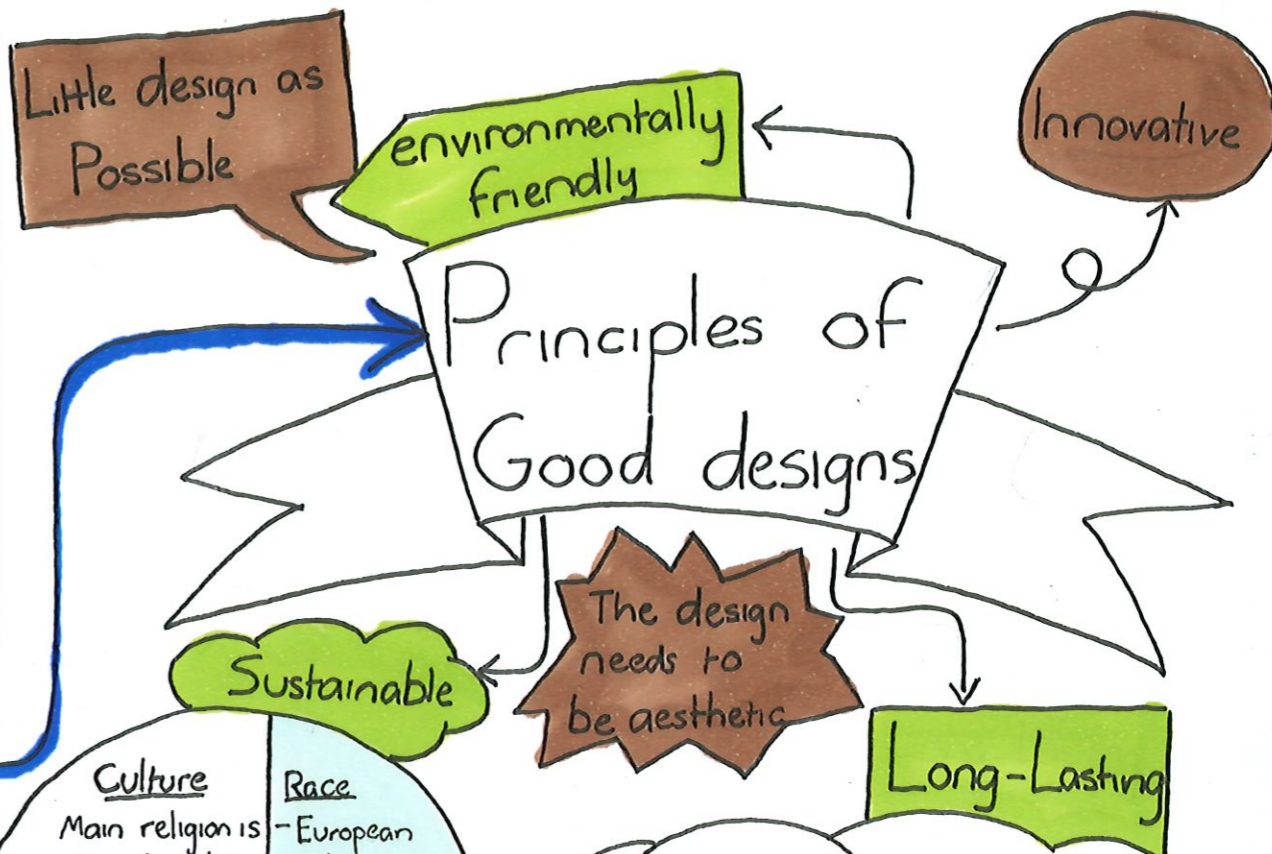 Little design as
Possible
environmentally
friendly
Innovative
Principles of
Good designs
Sustainable
The design
needs to
be aesthetic
Long-Lasting
Culture
Main religion is
Race
-European